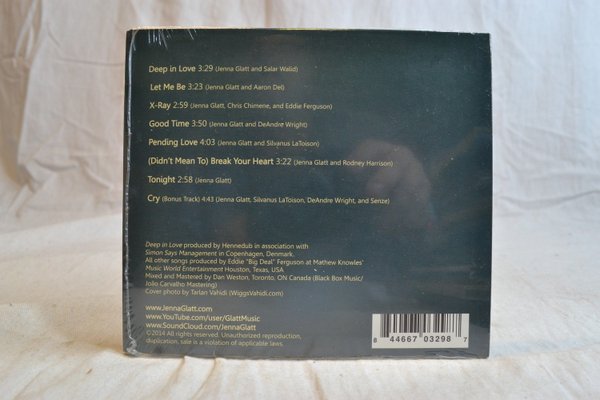 Deep in Love 3:29 (Jenna Glatt and Salar Walid)
Let Me Be 3:23 (Jenna Glatt and Aaron Del)
X-Ray 2:59 (Jenna Glatt, Chris Chimene, and Eddie Ferguson)
Good Time 3:50 (Jenna Glatt and DeAndre Wright)
Pending Love 4:03 (Jenna Glatt and Silvanus LaToison)
(Didn't Mean To) Break Your Heart 3:22 (Jenna Glatt and Rodney Harrison)
Tonight 2:58 (Jenna Glatt)
Cry (Bonus Track) 4:43 (Jenna Glatt, Silvanus LaToison, DeAndre Wright, and Senze)
Deep in Love produced by Hennedub in association with
Simon Says Management in Copenhagen, Denmark.
All other songs produced by Eddie "Big Deal" Ferguson at Mathew Knowles'
Music World Entertainment Houston, Texas, USA
Mixed and Mastered by Dan Weston, Toronto, ON Canada (Black Box Music/
João Carvalho Mastering)
Cover photo by Tarlan Vahidi (WiggsVahidi.com)
www.JennaGlatt.com
www.YouTube.com/user/GlattMusic
www.SoundCloud.com/JennaGlatt
©2014 All rights reserved. Unauthorized reproduction,
duplication, sale is a violation of applicable laws.
8 44667 03298 7